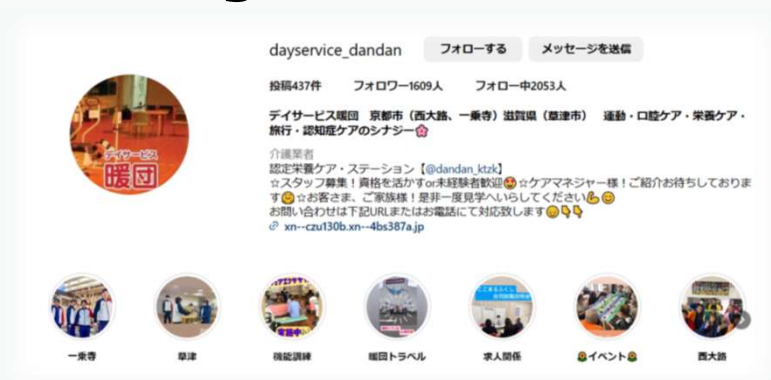 dayservice_dandan フォローする メッセージを送信
投稿437件 フォロワー1609人 フォロー中2053人
デイサービス暖団 京都市（西大路、一乗寺）滋賀県（草津市） 運動・口腔ケア・栄養ケア・
旅行・認知症ケアのシナジー🌸
介護業者
認定栄養ケア・ステーション【@dandan_ktzk】
☆スタッフ募集！資格を活かすor未経験者歓迎😍☆ケアマネジャー様！ご紹介お待ちしておりま
す😊☆お客さま、ご家族様！是非一度見学へいらしてください💪😊
お問い合わせは下記URLまたはお電話にて対応致します😄👇👇
xn--czu130b.xn--4bs387a.jp
デイサービス
暖団
一乗寺 草津 機能訓練 暖団トラベル 求人関係 🌻イベント🌻 西大路